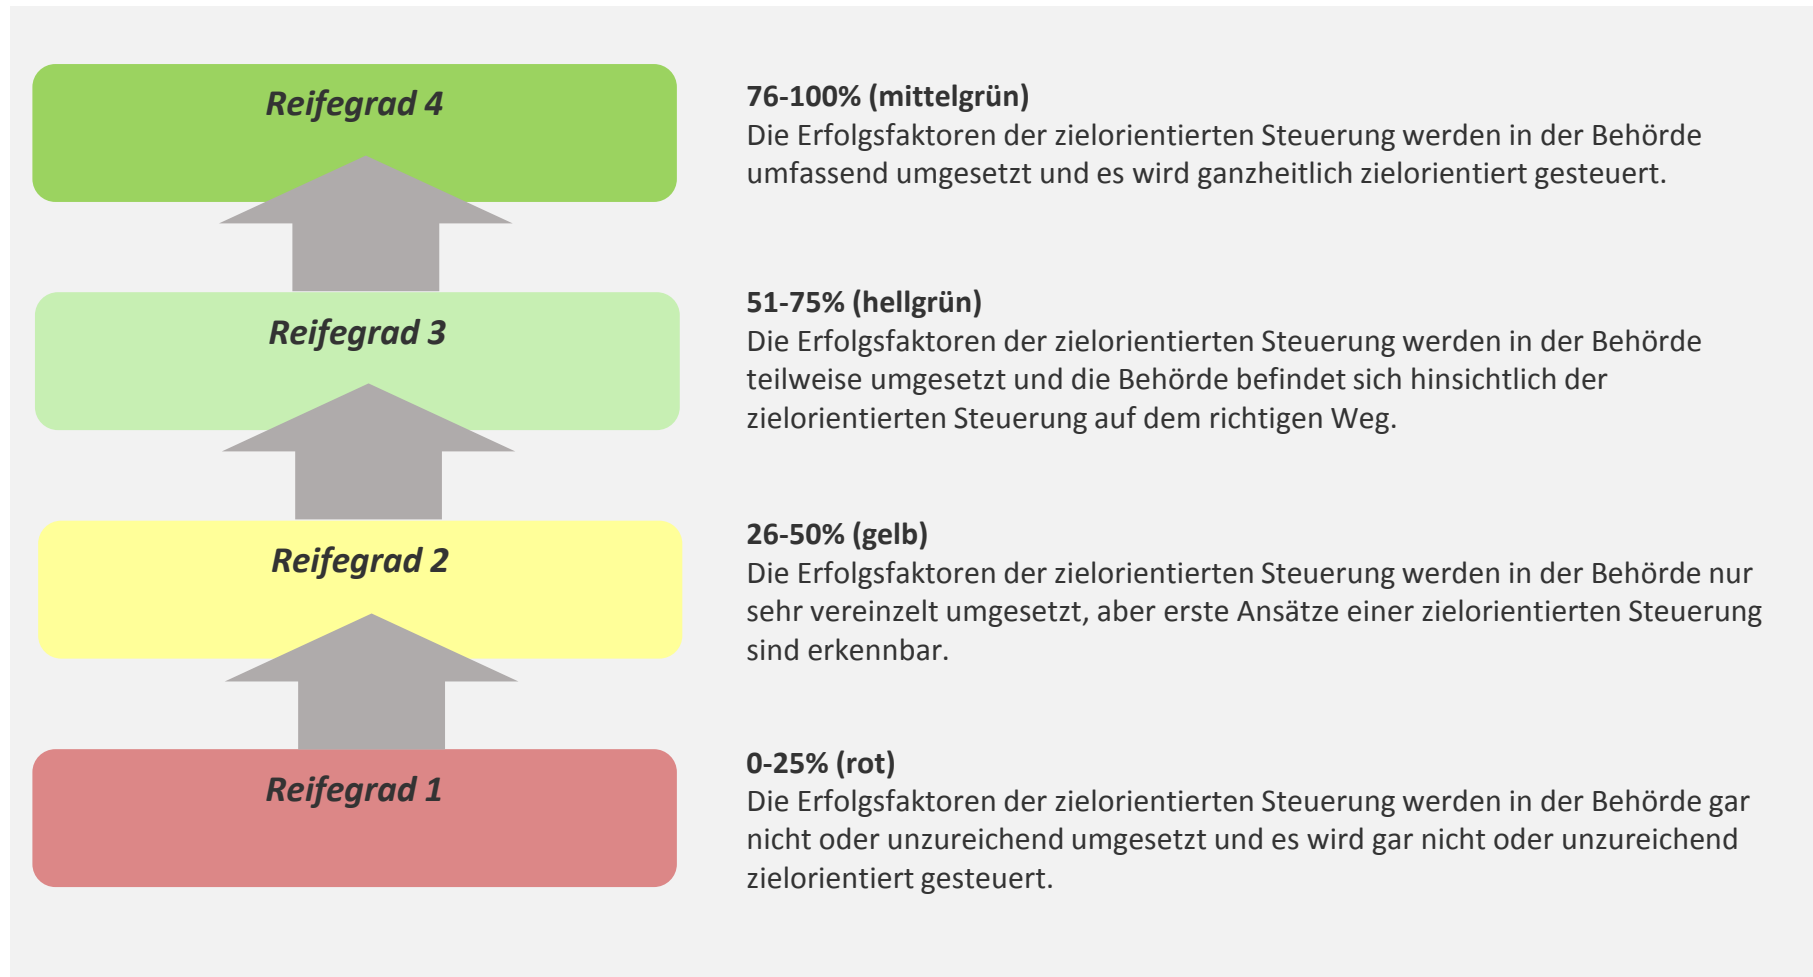 Reifegrad 4
76-100% (mittelgrün)
Die Erfolgsfaktoren der zielorientierten Steuerung werden in der Behörde
umfassend umgesetzt und es wird ganzheitlich zielorientiert gesteuert.
Reifegrad 3
51-75% (hellgrün)
Die Erfolgsfaktoren der zielorientierten Steuerung werden in der Behörde
teilweise umgesetzt und die Behörde befindet sich hinsichtlich der
zielorientierten Steuerung auf dem richtigen Weg.
Reifegrad 2
26-50% (gelb)
Die Erfolgsfaktoren der zielorientierten Steuerung werden in der Behörde nur
sehr vereinzelt umgesetzt, aber erste Ansätze einer zielorientierten Steuerung
sind erkennbar.
Reifegrad 1
0-25% (rot)
Die Erfolgsfaktoren der zielorientierten Steuerung werden in der Behörde gar
nicht oder unzureichend umgesetzt und es wird gar nicht oder unzureichend
zielorientiert gesteuert.